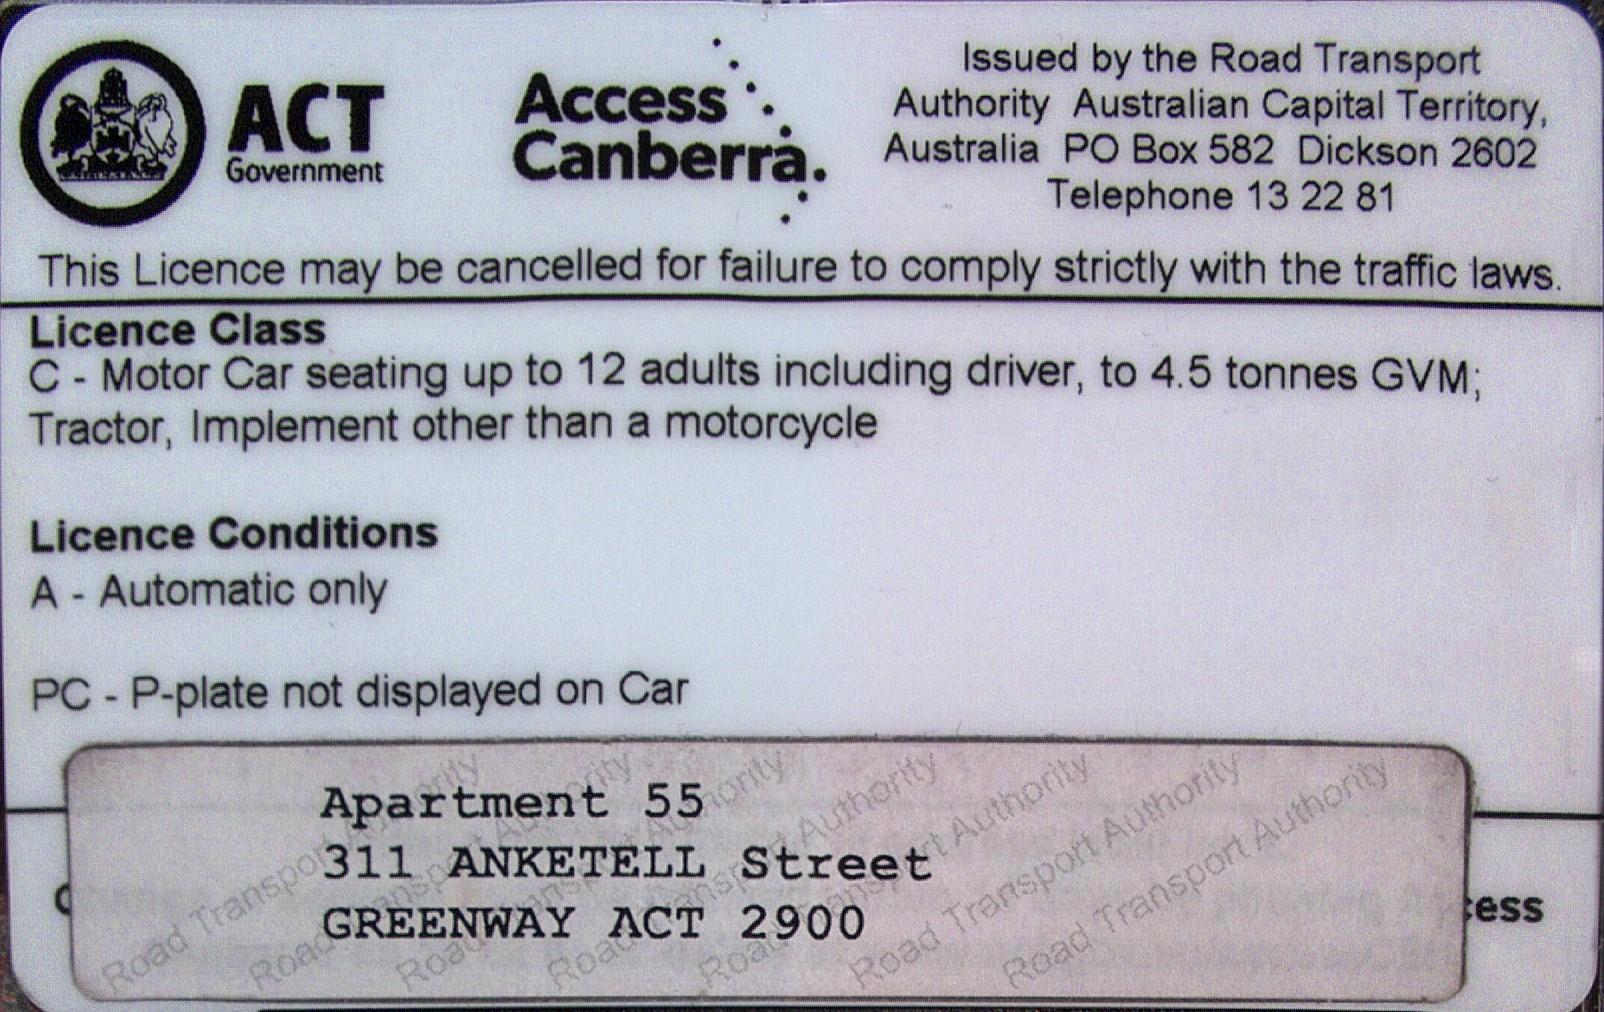 ACT
Government
Access
Canberra.
Issued by the Road Transport
Authority Australian Capital Territory,
Australia PO Box 582 Dickson 2602
Telephone 13 22 81
This Licence may be cancelled for failure to comply strictly with the traffic laws.
Licence Class
C - Motor Car seating up to 12 adults including driver, to 4.5 tonnes GVM;
Tractor, Implement other than a motorcycle
Licence Conditions
A - Automatic only
PC - P-plate not displayed on Car
Apartment 55
311 ANKETELL Street
GREENWAY ACT 2900
Road Transport Authority
Road Transport Authority
Road Transport Authority
Road Transport Authority
Road Transport Authority
Road Transport Authority
Road Transport Authority